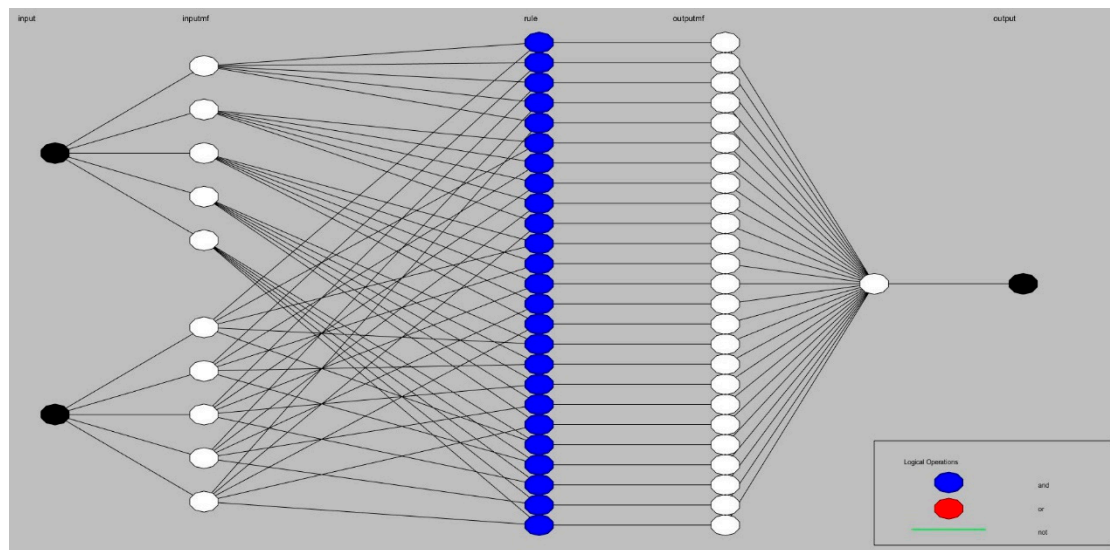 input
inputmf
rule
outputmf
output
Logical Operations
and
or
not